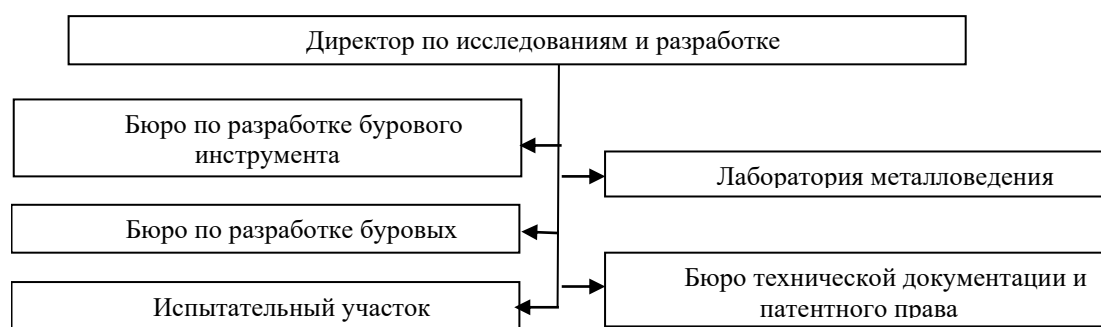 Директор по исследованиям и разработке
Бюро по разработке бурового
инструмента
Лаборатория металловедения
Бюро по разработке буровых
Бюро технической документации и
патентного права
Испытательный участок